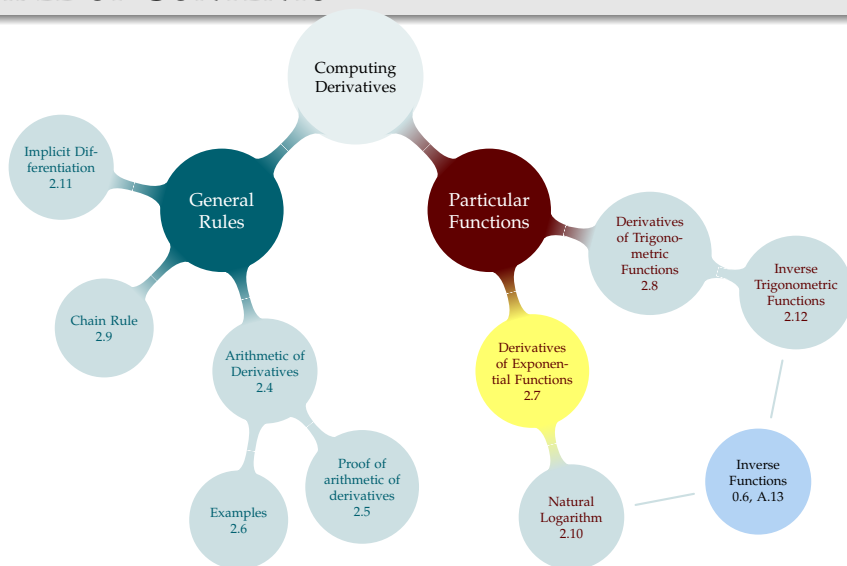 Computing
Derivatives
General
Rules
Implicit Dif-
ferentiation
2.11
Chain Rule
2.9
Arithmetic of
Derivatives
2.4
Examples
2.6
Proof of
arithmetic of
derivatives
2.5
Particular
Functions
Derivatives
of Trigono-
metric
Functions
2.8
Inverse
Trigonometric
Functions
2.12
Derivatives
of Exponen-
tial Functions
2.7
Natural
Logarithm
2.10
Inverse
Functions
0.6, A.13